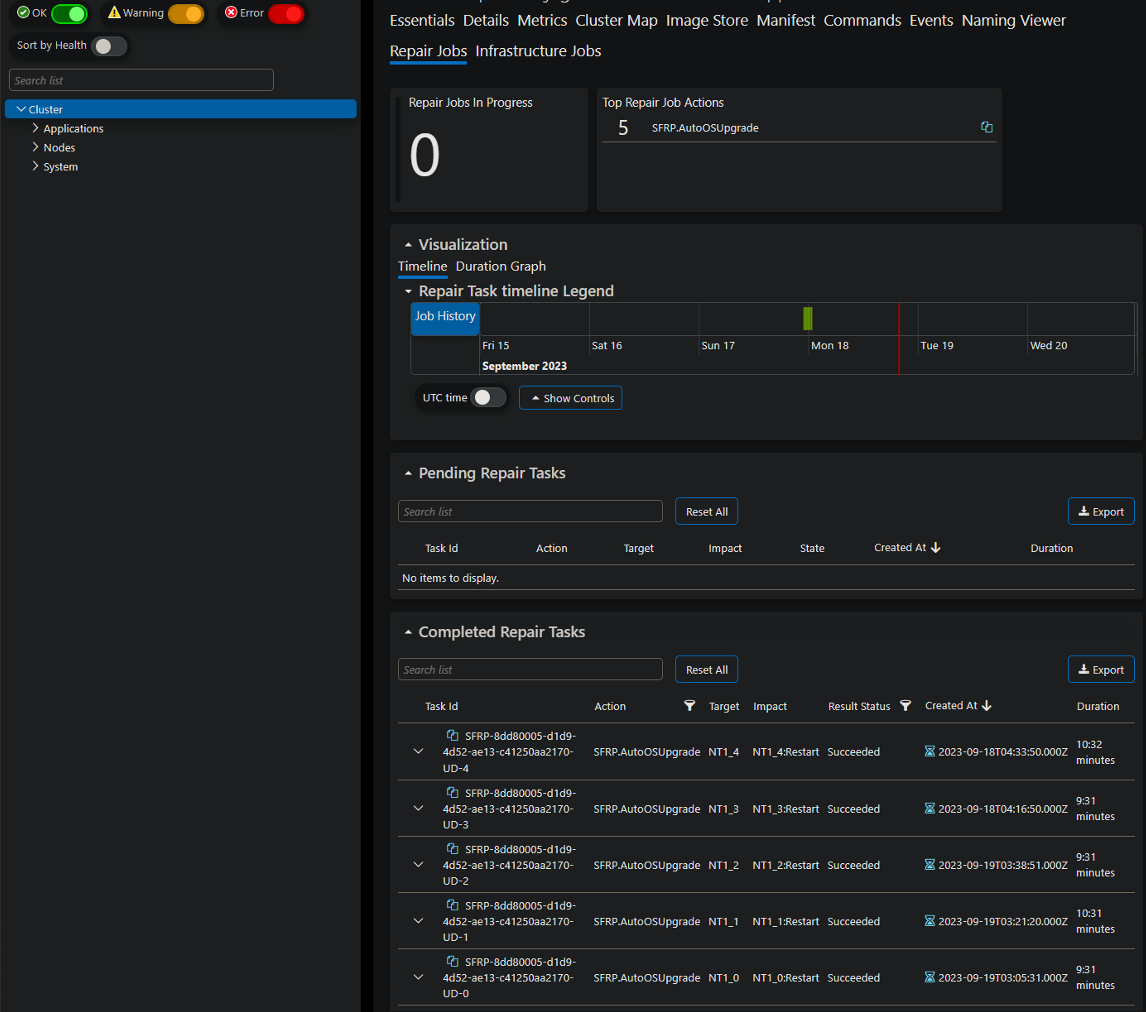 OK Warning Error
Sort by Health
Search list
Cluster
Applications
Nodes
System
Essentials Details Metrics Cluster Map Image Store Manifest Commands Events Naming Viewer
Repair Jobs Infrastructure Jobs
Repair Jobs In Progress
0
Top Repair Job Actions
5 SFRP.AutoOSUpgrade
Visualization
Timeline Duration Graph
Repair Task timeline Legend
Job History
Fri 15 Sat 16 Sun 17 Mon 18 Tue 19 Wed 20
September 2023
UTC time Show Controls
Pending Repair Tasks
Search list Reset All Export
Task Id Action Target Impact State Created At Duration
No items to display.
Completed Repair Tasks
Search list Reset All Export
Task Id Action Target Impact Result Status Created At Duration
SFRP-8dd80005-d1d9-
4d52-ae13-c41250aa2170-
UD-4
SFRP.AutoOSUpgrade NT1_4 NT1_4:Restart Succeeded 2023-09-18T04:33:50.000Z
10:32
minutes
SFRP-8dd80005-d1d9-
4d52-ae13-c41250aa2170-
UD-3
SFRP.AutoOSUpgrade NT1_3 NT1_3:Restart Succeeded 2023-09-18T04:16:50.000Z
9:31
minutes
SFRP-8dd80005-d1d9-
4d52-ae13-c41250aa2170-
UD-2
SFRP.AutoOSUpgrade NT1_2 NT1_2:Restart Succeeded 2023-09-19T03:38:51.000Z
9:31
minutes
SFRP-8dd80005-d1d9-
4d52-ae13-c41250aa2170-
UD-1
SFRP.AutoOSUpgrade NT1_1 NT1_1:Restart Succeeded 2023-09-19T03:21:20.000Z
10:31
minutes
SFRP-8dd80005-d1d9-
4d52-ae13-c41250aa2170-
UD-0
SFRP.AutoOSUpgrade NT1_0 NT1_0:Restart Succeeded 2023-09-19T03:05:31.000Z
9:31
minutes